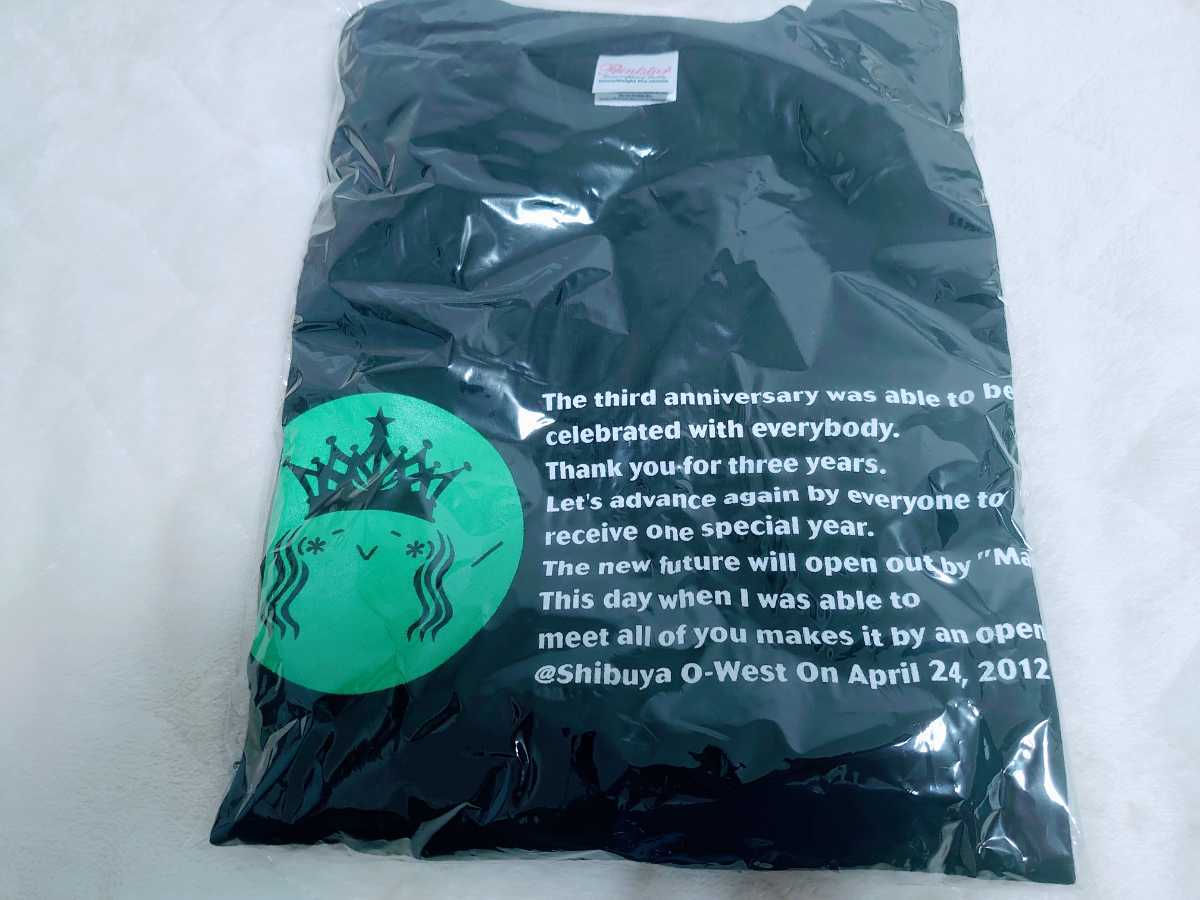 Printstar
The third anniversary was able to be
celebrated with everybody.
Thank you for three years.
Let's advance again by everyone to
receive one special year.
The new future will open out by "Ma
This day when I was able to
meet all of you makes it by an open
@Shibuya O-West On April 24, 2012